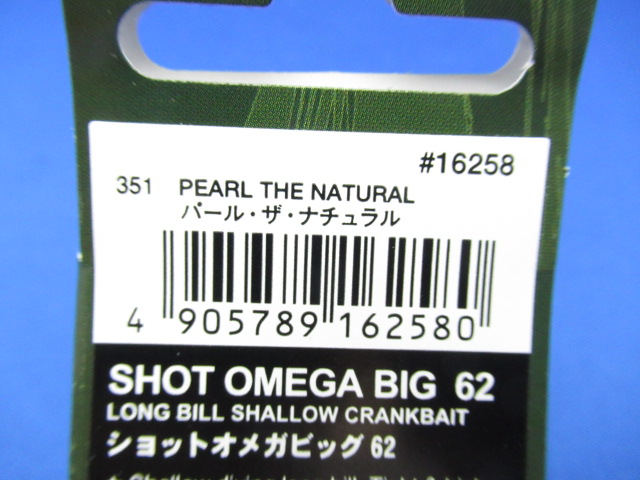 #16258
351 PEARL THE NATURAL
パール・ザ・ナチュラル
4 905789 162580
SHOT OMEGA BIG 62
LONG BILL SHALLOW CRANKBAIT
ショットオメガビッグ 62